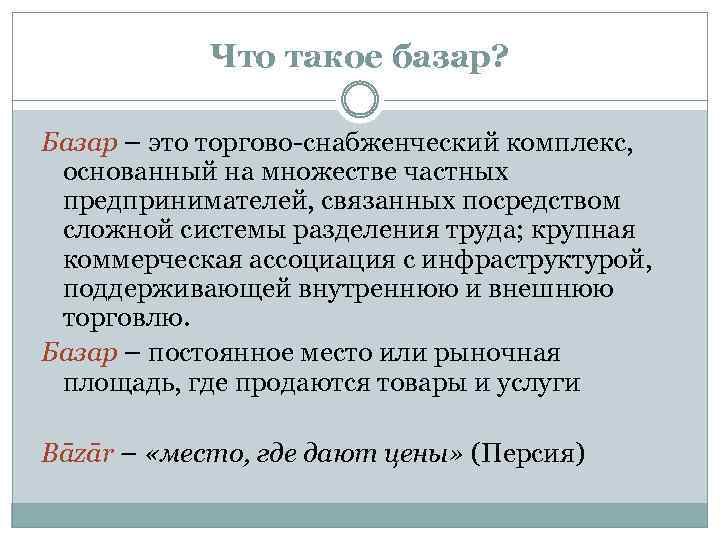 Что такое базар?
Базар – это торгово-снабженческий комплекс,
основанный на множестве частных
предпринимателей, связанных посредством
сложной системы разделения труда; крупная
коммерческая ассоциация с инфраструктурой,
поддерживающей внутреннюю и внешнюю
торговлю.
Базар – постоянное место или рыночная
площадь, где продаются товары и услуги
Bāzār – «место, где дают цены» (Персия)